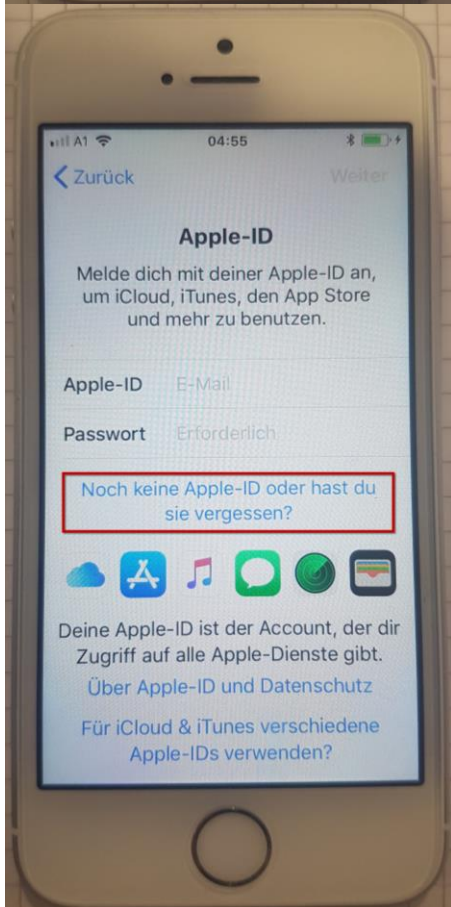 A1 04:55
Zurück Weiter
Apple-ID
Melde dich mit deiner Apple-ID an,
um iCloud, iTunes, den App Store
und mehr zu benutzen.
Apple-ID E-Mail
Passwort Erforderlich
Noch keine Apple-ID oder hast du
sie vergessen?
Deine Apple-ID ist der Account, der dir
Zugriff auf alle Apple-Dienste gibt.
Über Apple-ID und Datenschutz
Für iCloud & iTunes verschiedene
Apple-IDs verwenden?